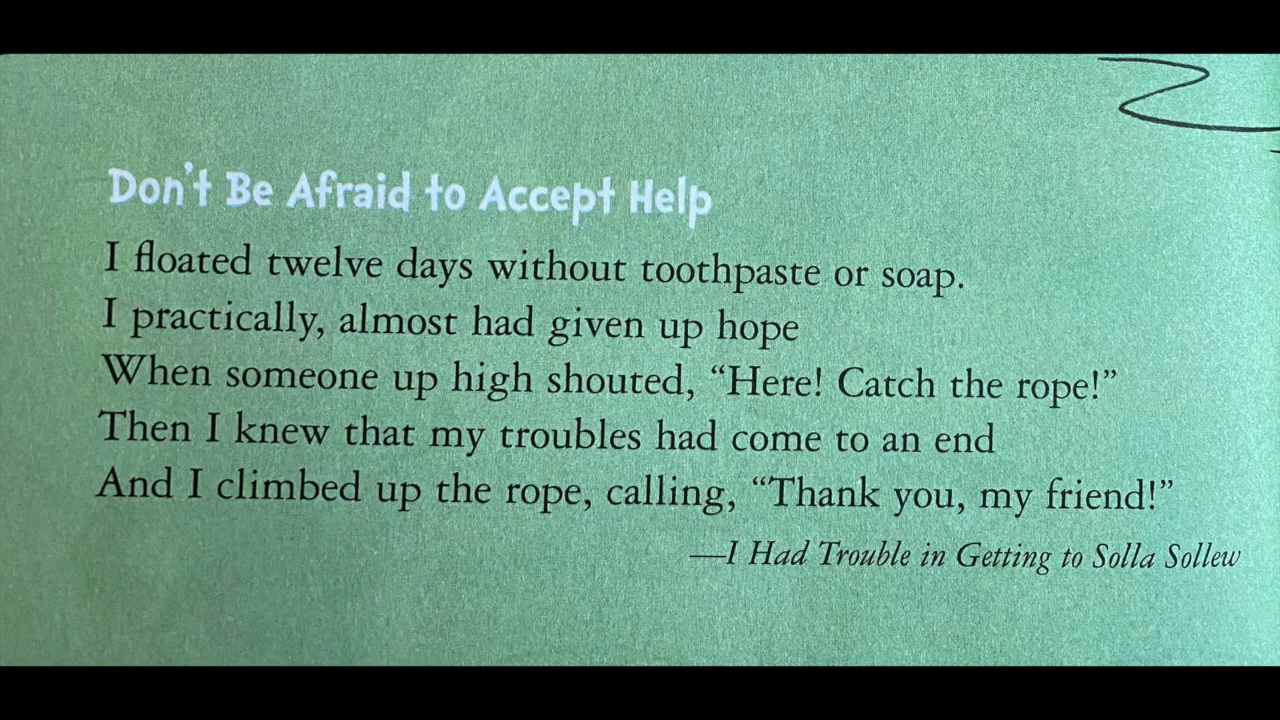 Don't Be Afraid to Accept Help
I floated twelve days without toothpaste or soap.
I practically, almost had given up hope
When someone up high shouted, “Here! Catch the rope!”
Then I knew that my troubles had come to an end
And I climbed up the rope, calling, “Thank you, my friend!”
—I Had Trouble in Getting to Solla Sollew